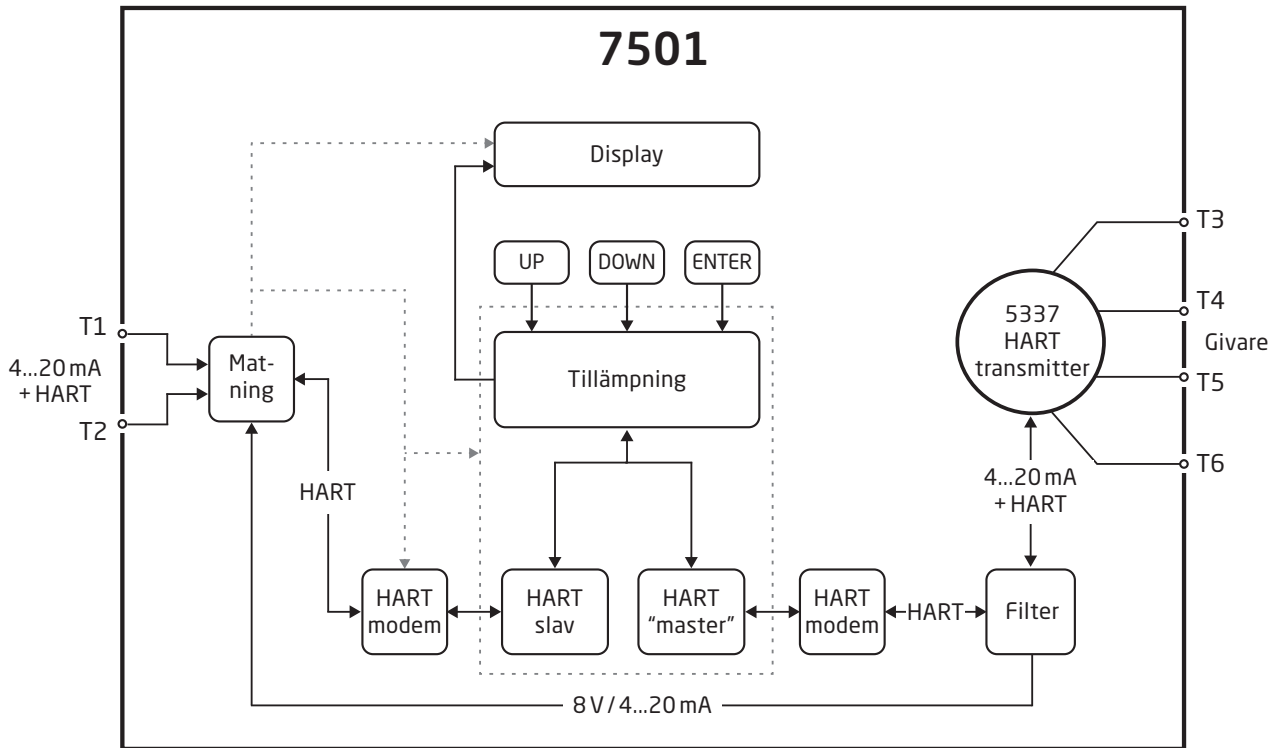 7501
Display
UP
DOWN
ENTER
T3
T1
4...20 mA
+ HART
T2
Mat-
ning
Tillämpning
5337
HART
transmitter
T4
Givare
T5
T6
HART
4...20 mA
+ HART
HART
modem
HART
slav
HART
“master”
HART
modem
HART
Filter
8 V / 4...20 mA